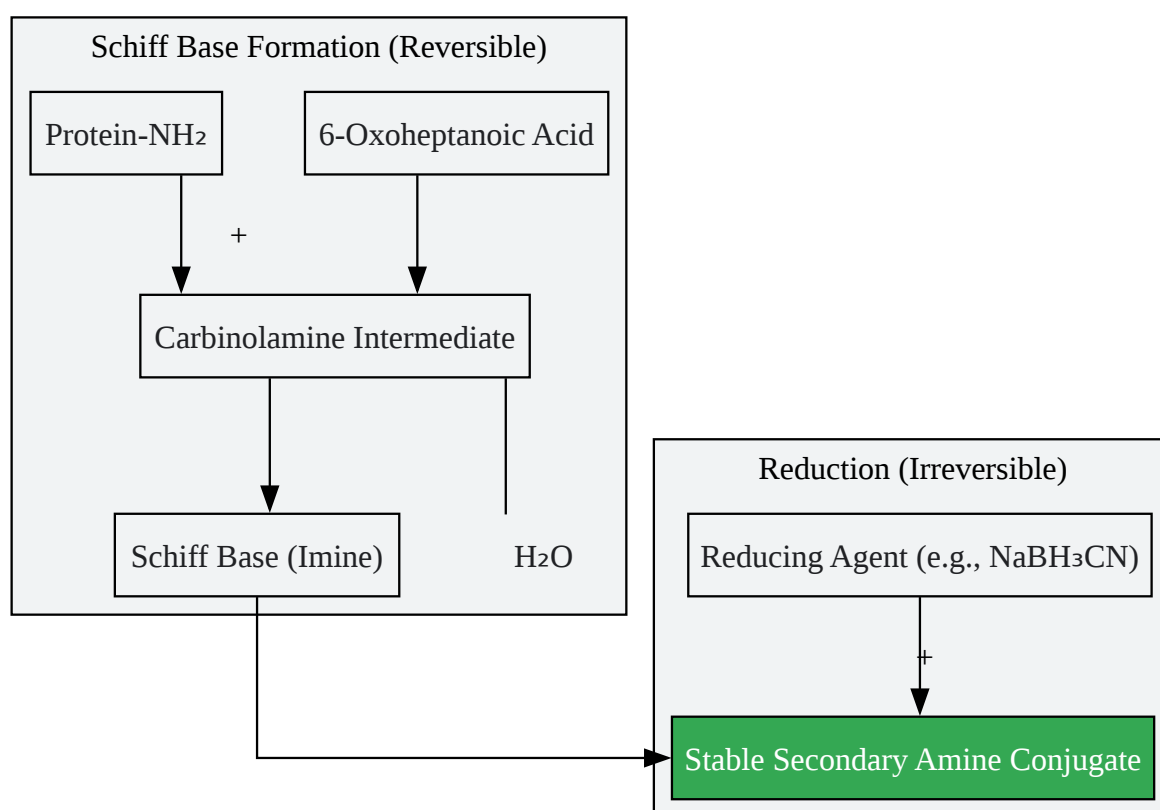 Schiff Base Formation (Reversible)
Protein-NH₂
6-Oxoheptanoic Acid
+
Carbinolamine Intermediate
Schiff Base (Imine)
H₂O
Reduction (Irreversible)
Reducing Agent (e.g., NaBH₃CN)
+
Stable Secondary Amine Conjugate